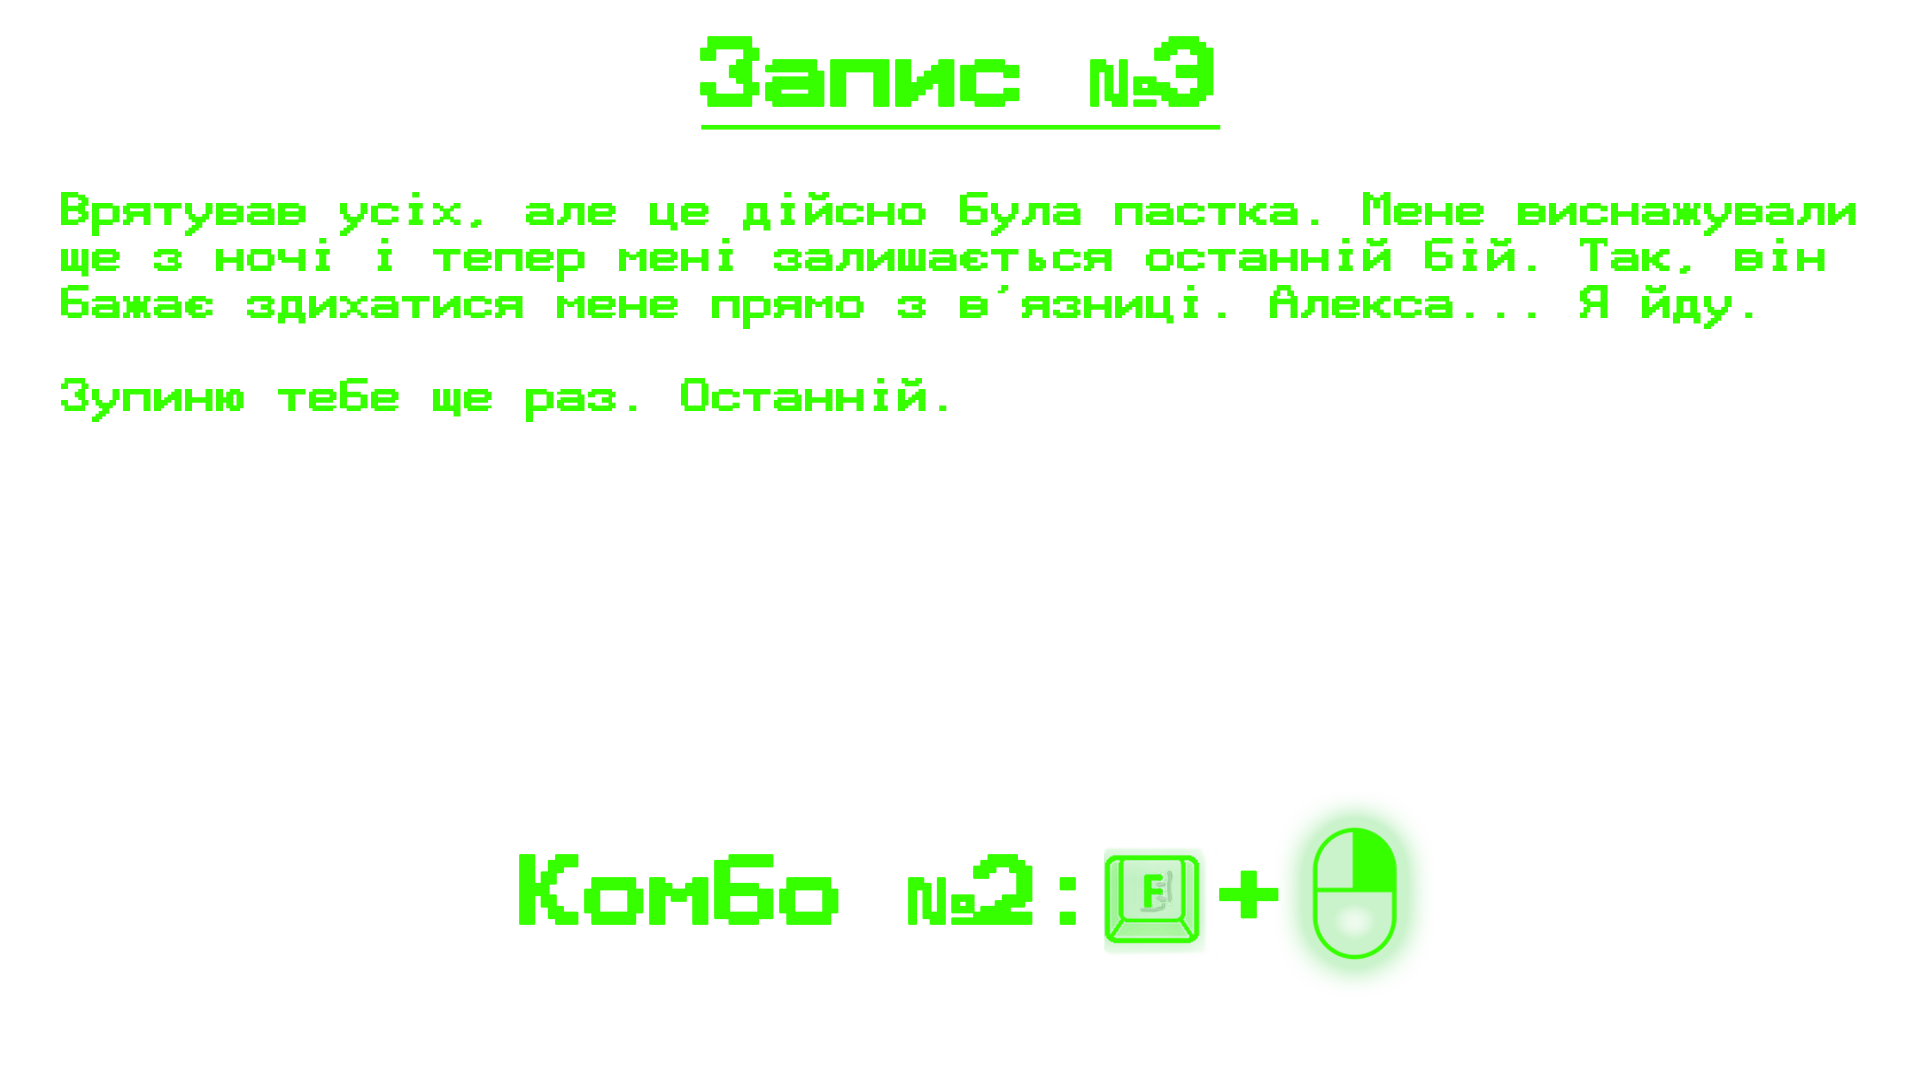 Запис №3
Врятував усіх, але це дійсно була пастка. Мене виснажували
ще з ночі і тепер мені залишається останній бій. Так, він
бажає здихатися мене прямо з в'язниці. Алекса... Я йду.
Зупиню тебе ще раз. Останній.
Комбо №2: F +